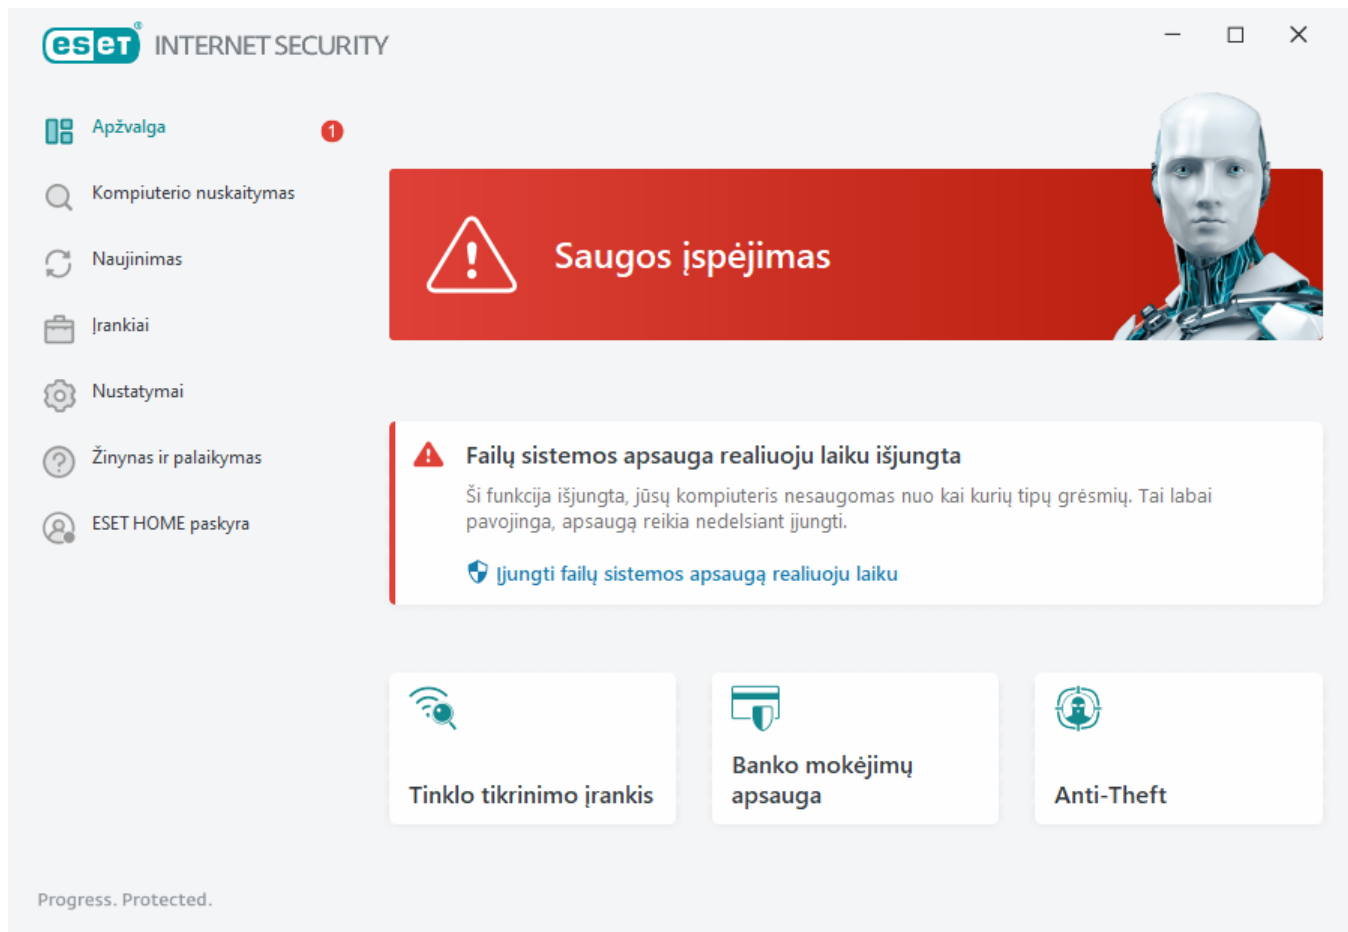 eset® INTERNET SECURITY
Apžvalga
1
Kompiuterio nuskaitymas
Naujinimas
Įrankiai
Nustatymai
Žinynas ir palaikymas
ESET HOME paskyra
Saugos įspėjimas
Failų sistemos apsauga realiuoju laiku išjungta
Ši funkcija išjungta, jūsų kompiuteris nesaugomas nuo kai kurių tipų grėsmių. Tai labai
pavojinga, apsaugą reikia nedelsiant įjungti.
Įjungti failų sistemos apsaugą realiuoju laiku
Tinklo tikrinimo įrankis
Banko mokėjimų
apsauga
Anti-Theft
Progress. Protected.